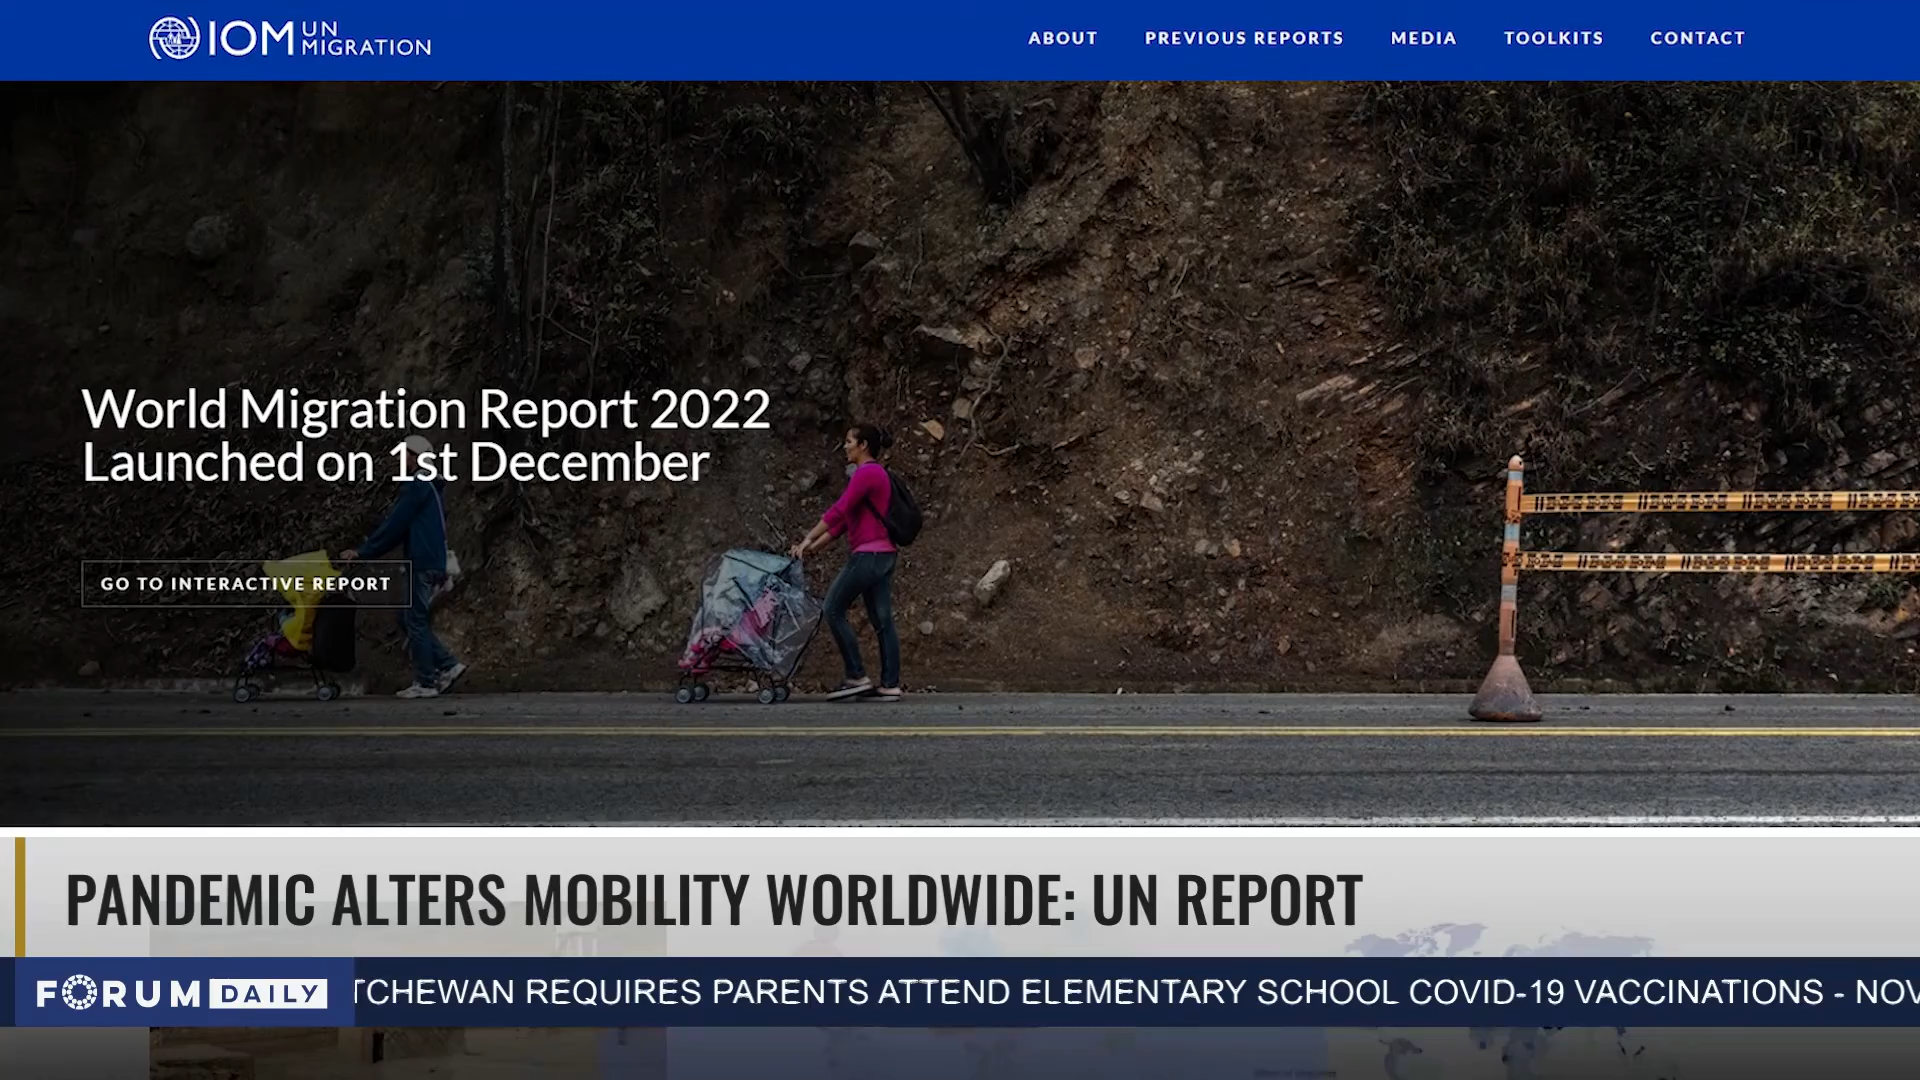 IOM UN MIGRATION
ABOUT PREVIOUS REPORTS MEDIA TOOLKITS CONTACT
World Migration Report 2022
Launched on 1st December
GO TO INTERACTIVE REPORT
PANDEMIC ALTERS MOBILITY WORLDWIDE: UN REPORT
FORUM DAILY
TCHEWAN REQUIRES PARENTS ATTEND ELEMENTARY SCHOOL COVID-19 VACCINATIONS - NOV